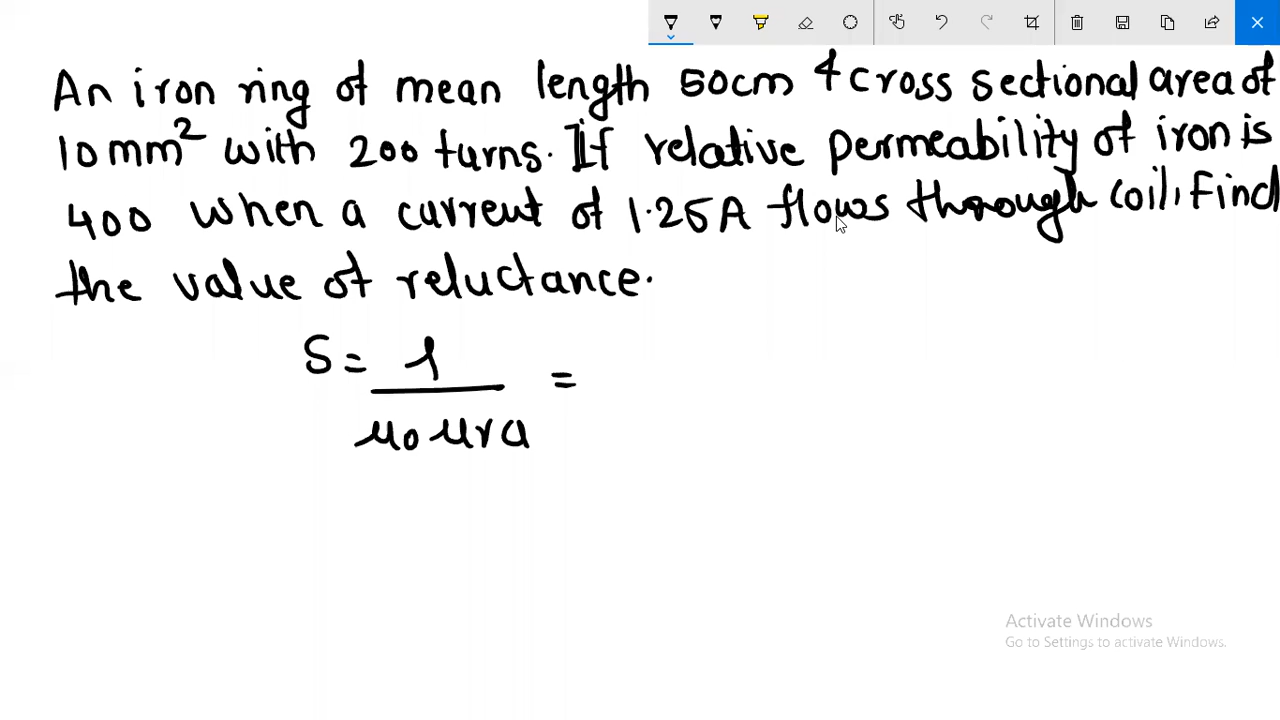 An iron ring of mean length 50cm & cross sectional area of
10mm² with 200 turns. If relative permeability of iron is
400 when a current of 1.25A flows through coil, Find
the value of reluctance.
S = l / μ0 μr a =
Activate Windows
Go to Settings to activate Windows.